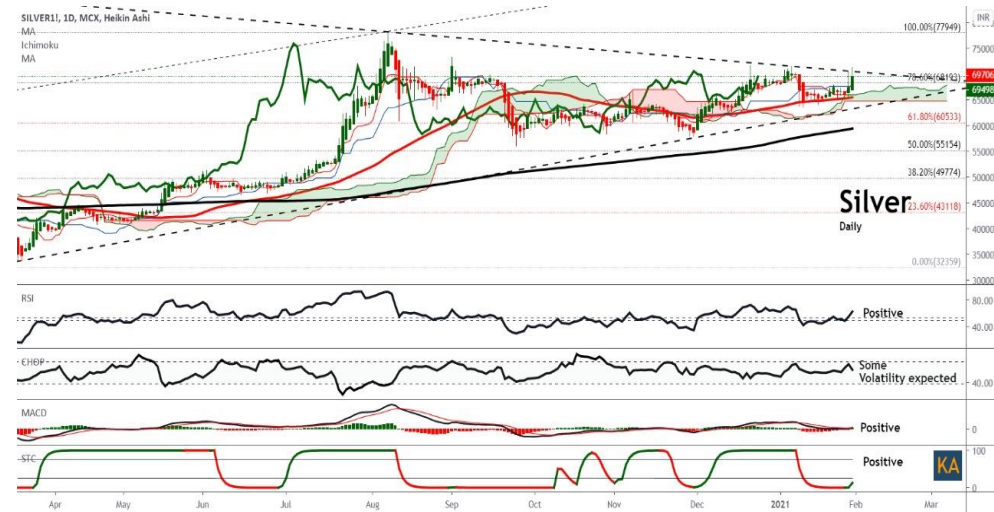 SILVER1!, 1D, MCX, Heikin Ashi
MA
Ichimoku
MA
INR
100.00%(77949)
75000
69706
78.60%(68193)
69498
65000
61.80%(60533)
60000
50.00%(55154)
55000
38.20%(49774)
50000
45000
Silver
23.60%(43118)
Daily
40000
35000
0.00%(32359)
30000
RSI
80.00
Positive
40.00
CHOP
Some
Volatility expected
40.00
MACD
Positive
0
STC
100
Positive
KA
0
Apr May Jun Jul Aug Sep Oct Nov Dec 2021 Feb Mar